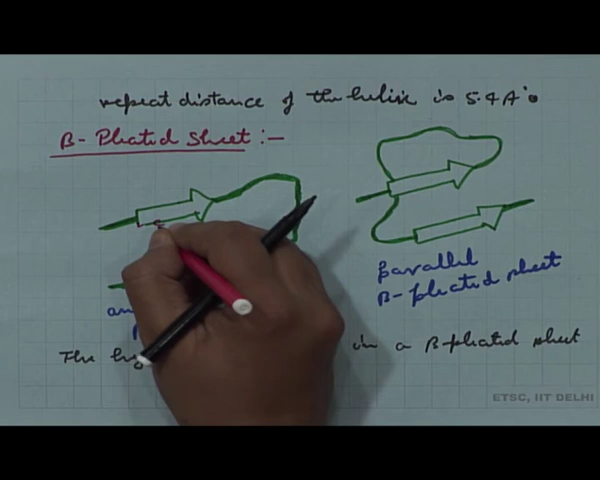 repeat distance of the helix is 5.4 A°
β- Pleated Sheet :-
parallel
β- pleated sheet
an
The hy in a β-pleated sheet
ETSC, IIT DELHI